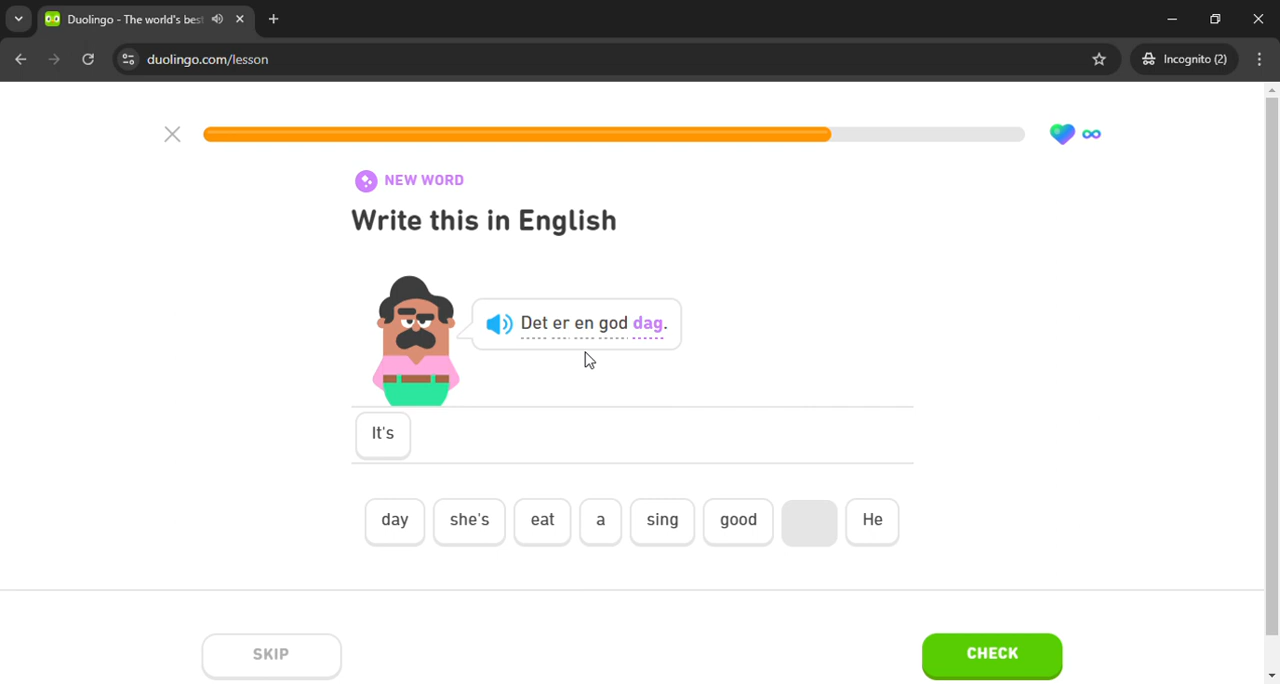 Duolingo - The world's best
duolingo.com/lesson
Incognito (2)
NEW WORD
Write this in English
Det er en god dag.
It's
day she's eat a sing good He
SKIP
CHECK